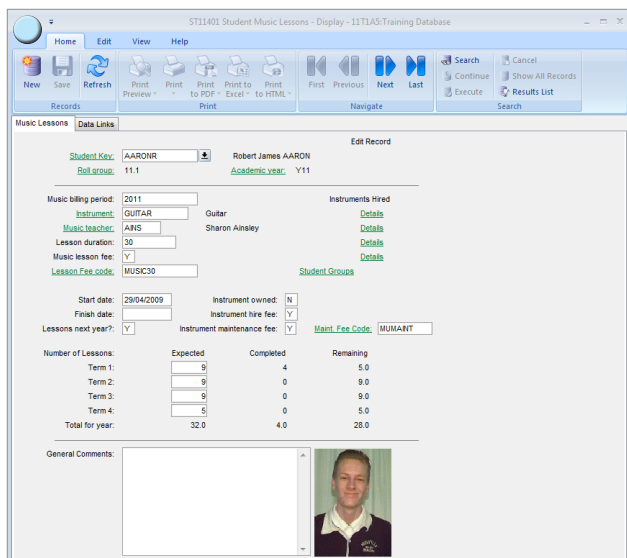 ST11401 Student Music Lessons - Display - 11T1A5:Training Database
Home Edit View Help
New Save Refresh Print Preview Print Print to PDF Print to Excel Print to HTML First Previous Next Last Search Continue Execute Cancel Show All Records Results List
Records Print Navigate Search
Music Lessons Data Links
Edit Record
Student Key: AARONR Robert James AARON
Roll group: 11.1 Academic year: Y11
Music billing period: 2011 Instruments Hired
Instrument: GUITAR Guitar Details
Music teacher: AINS Sharon Ainsley Details
Lesson duration: 30 Details
Music lesson fee: Y Details
Lesson Fee code: MUSIC30 Student Groups
Start date: 29/04/2009 Instrument owned: N
Finish date: Instrument hire fee: Y
Lessons next year?: Y Instrument maintenance fee: Y Maint. Fee Code: MUMAINT
Number of Lessons: Expected Completed Remaining
Term 1: 9 4 5.0
Term 2: 9 0 9.0
Term 3: 9 0 9.0
Term 4: 5 0 5.0
Total for year: 32.0 4.0 28.0
General Comments: